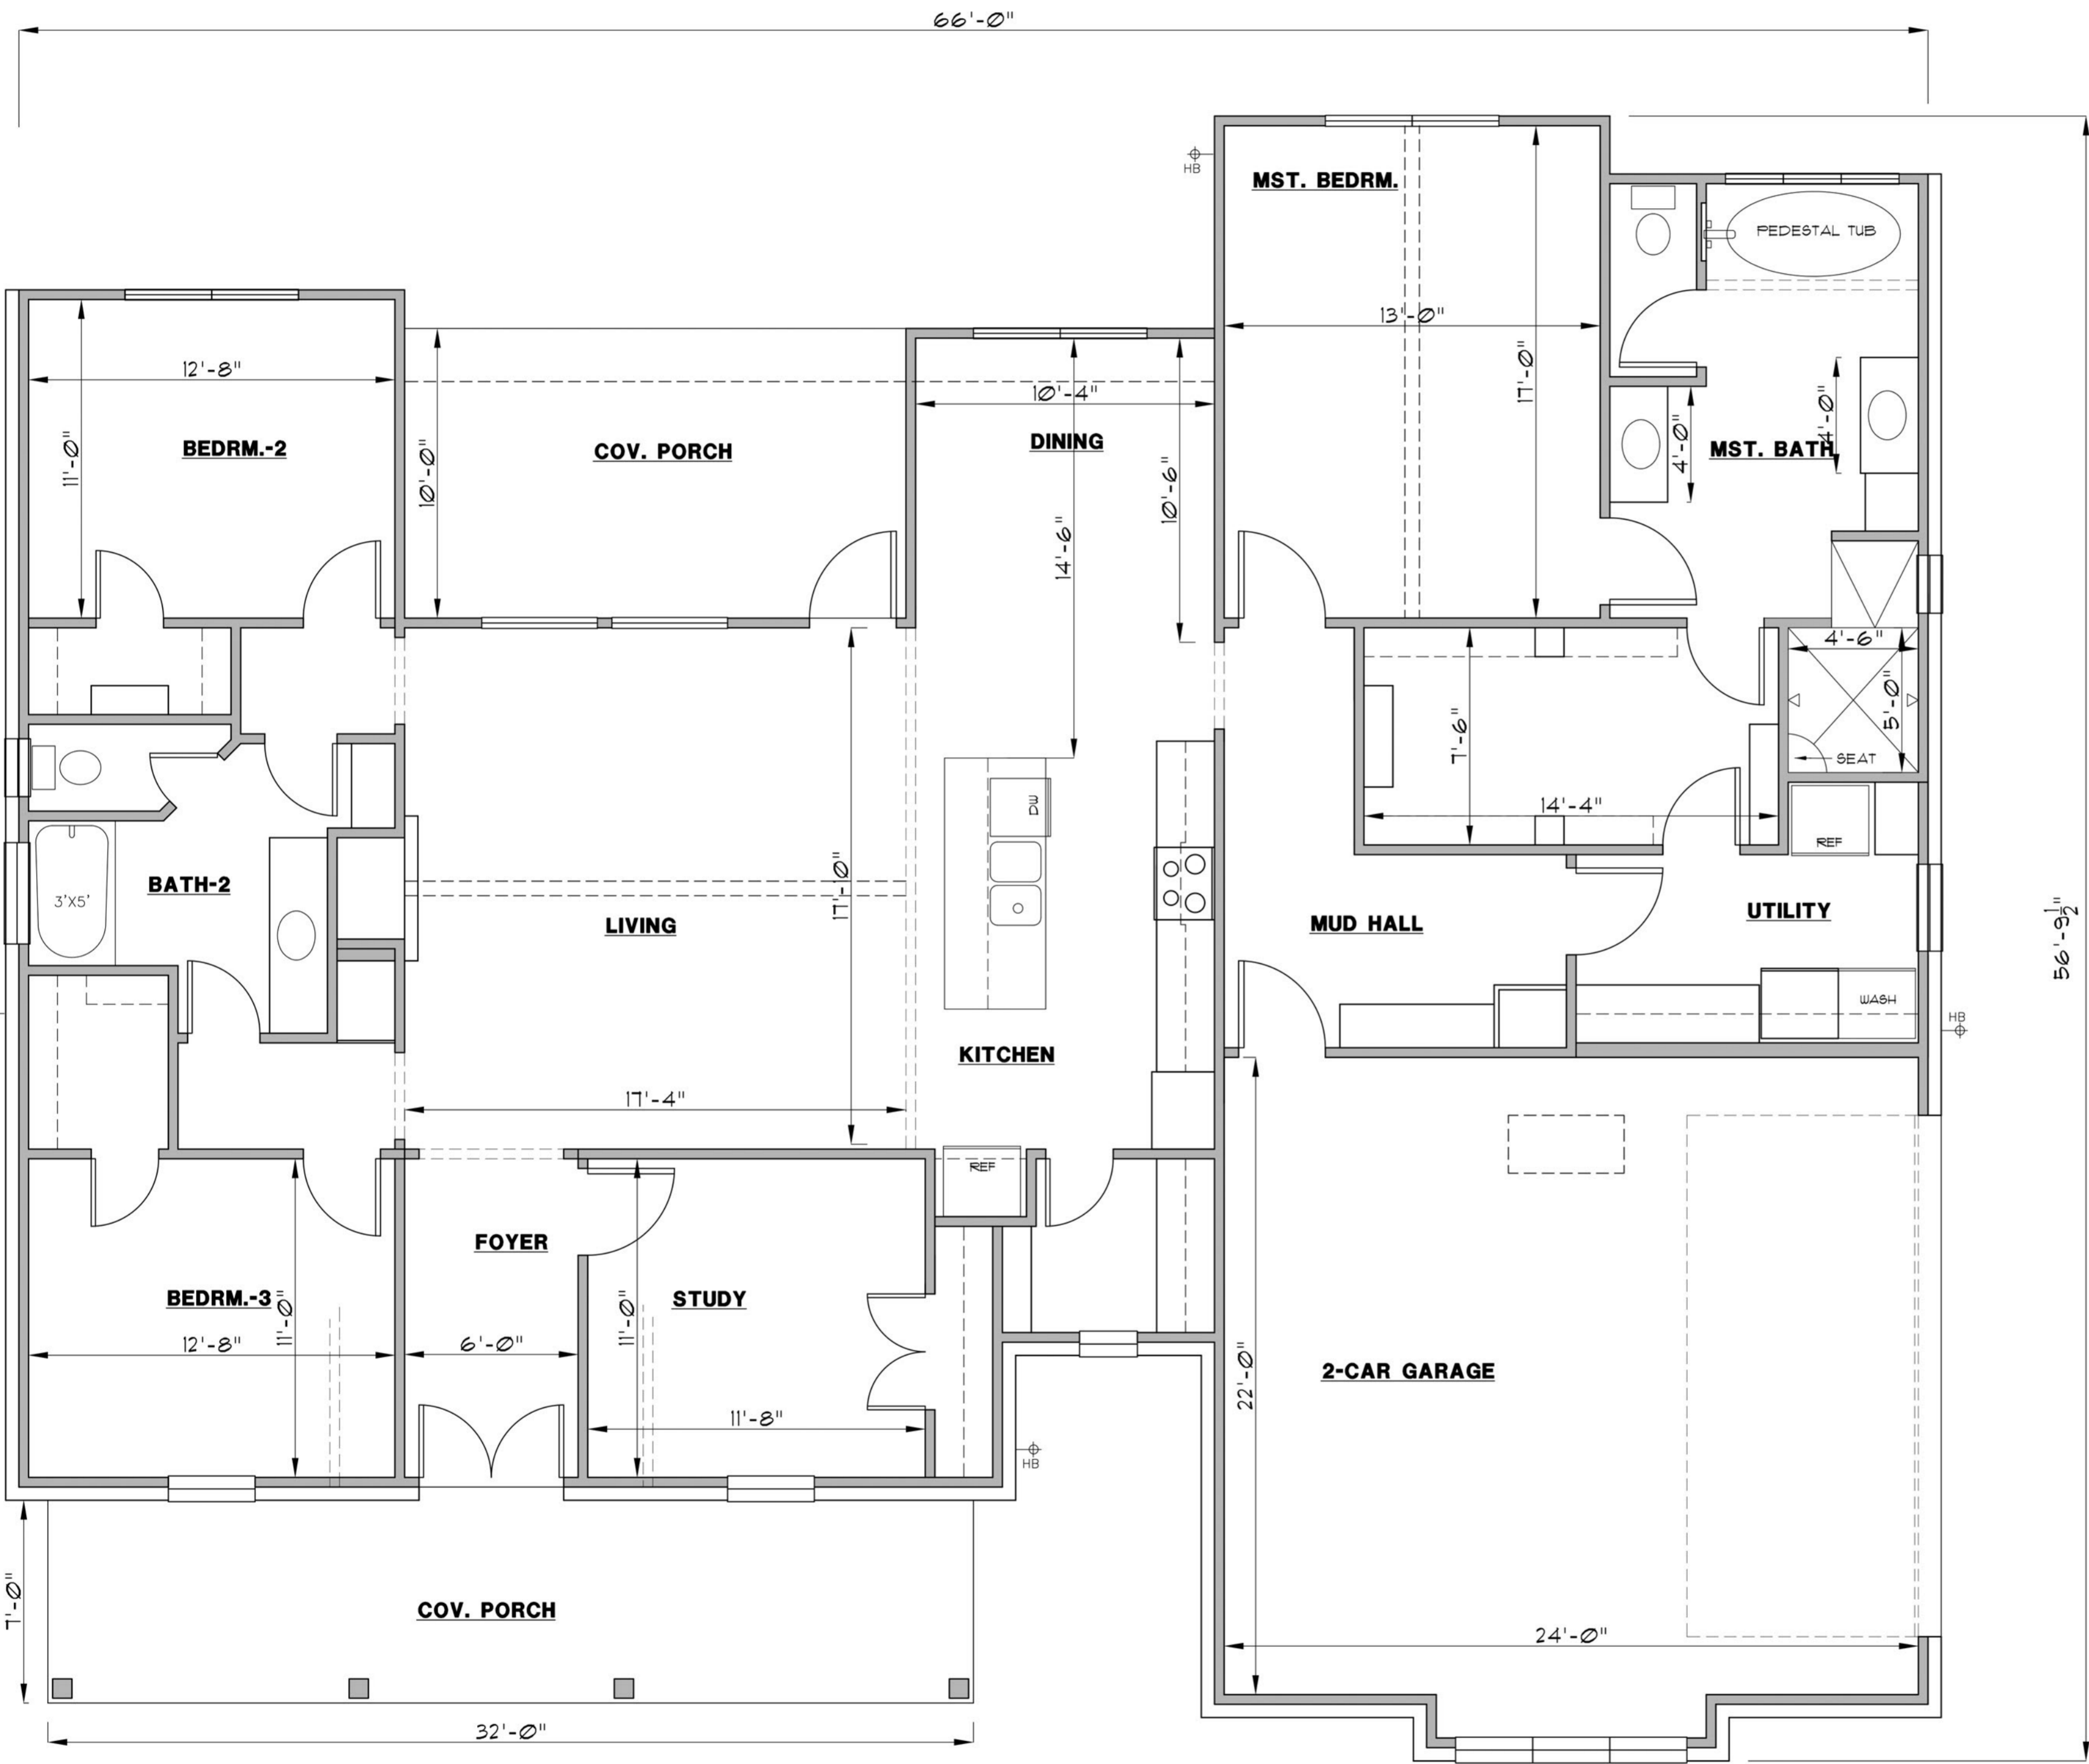 66'-0"
HB
MST. BEDRM.
PEDESTAL TUB
13'-0"
17'-0"
12'-8"
11'-0"
BEDRM.-2
10'-0"
COV. PORCH
10'-4"
DINING
14'-6"
10'-6"
4'-0"
4'-0"
MST. BATH
4'-6"
5'-0"
SEAT
7'-6"
14'-4"
REF
DW
3'X5'
BATH-2
17'-10"
LIVING
MUD HALL
UTILITY
56'-9 1/2"
WASH
HB
KITCHEN
17'-4"
REF
FOYER
BEDRM.-3
11'-0"
12'-8"
6'-0"
11'-0"
STUDY
11'-8"
HB
22'-0"
2-CAR GARAGE
24'-0"
7'-0"
COV. PORCH
32'-0"